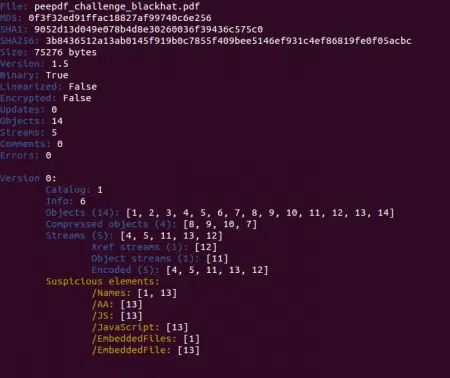 File: peepdf_challenge_blackhat.pdf
MD5: 0f3f32ed91ffac18827af99740c6e256
SHA1: 9052d13d049e078b4d8e30260036f39436c575c0
SHA256: 3b8436512a13ab0145f919b0c7855f409bee5146ef931c4ef86819fe0f05acbc
Size: 75276 bytes
Version: 1.5
Binary: True
Linearized: False
Encrypted: False
Updates: 0
Objects: 14
Streams: 5
Comments: 0
Errors: 0
Version 0:
Catalog: 1
Info: 6
Objects (14): [1, 2, 3, 4, 5, 6, 7, 8, 9, 10, 11, 12, 13, 14]
Compressed objects (4): [8, 9, 10, 7]
Streams (5): [4, 5, 11, 13, 12]
Xref streams (1): [12]
Object streams (1): [11]
Encoded (5): [4, 5, 11, 13, 12]
Suspicious elements:
/Names: [1, 13]
/AA: [13]
/JS: [13]
/JavaScript: [13]
/EmbeddedFiles: [1]
/EmbeddedFile: [13]